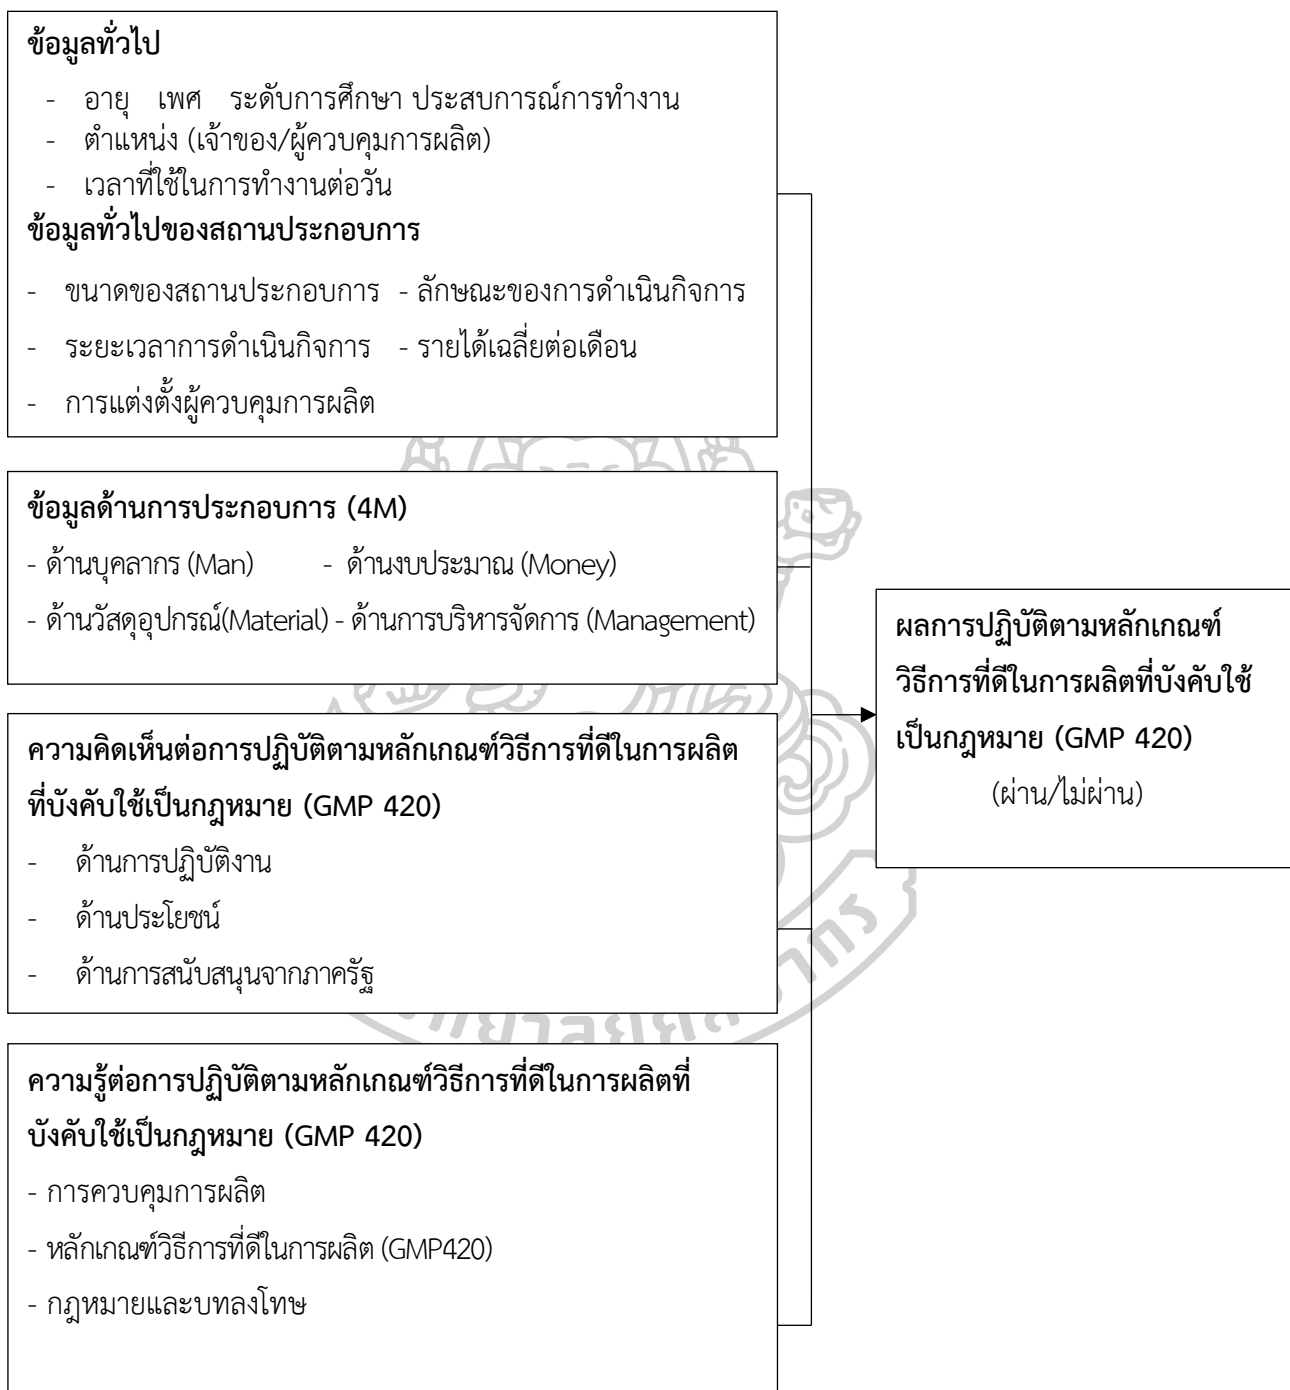 ข้อมูลทั่วไป
- อายุ เพศ ระดับการศึกษา ประสบการณ์การทำงาน
- ตำแหน่ง (เจ้าของ/ผู้ควบคุมการผลิต)
- เวลาที่ใช้ในการทำงานต่อวัน
ข้อมูลทั่วไปของสถานประกอบการ
- ขนาดของสถานประกอบการ - ลักษณะของการดำเนินกิจการ
- ระยะเวลาการดำเนินกิจการ - รายได้เฉลี่ยต่อเดือน
- การแต่งตั้งผู้ควบคุมการผลิต
ข้อมูลด้านการประกอบการ (4M)
- ด้านบุคลากร (Man) - ด้านงบประมาณ (Money)
- ด้านวัสดุอุปกรณ์(Material) - ด้านการบริหารจัดการ (Management)
ความคิดเห็นต่อการปฏิบัติตามหลักเกณฑ์วิธีการที่ดีในการผลิต
ที่บังคับใช้เป็นกฎหมาย (GMP 420)
- ด้านการปฏิบัติงาน
- ด้านประโยชน์
- ด้านการสนับสนุนจากภาครัฐ
ความรู้ต่อการปฏิบัติตามหลักเกณฑ์วิธีการที่ดีในการผลิตที่
บังคับใช้เป็นกฎหมาย (GMP 420)
- การควบคุมการผลิต
- หลักเกณฑ์วิธีการที่ดีในการผลิต (GMP420)
- กฎหมายและบทลงโทษ
ผลการปฏิบัติตามหลักเกณฑ์
วิธีการที่ดีในการผลิตที่บังคับใช้
เป็นกฎหมาย (GMP 420)
(ผ่าน/ไม่ผ่าน)